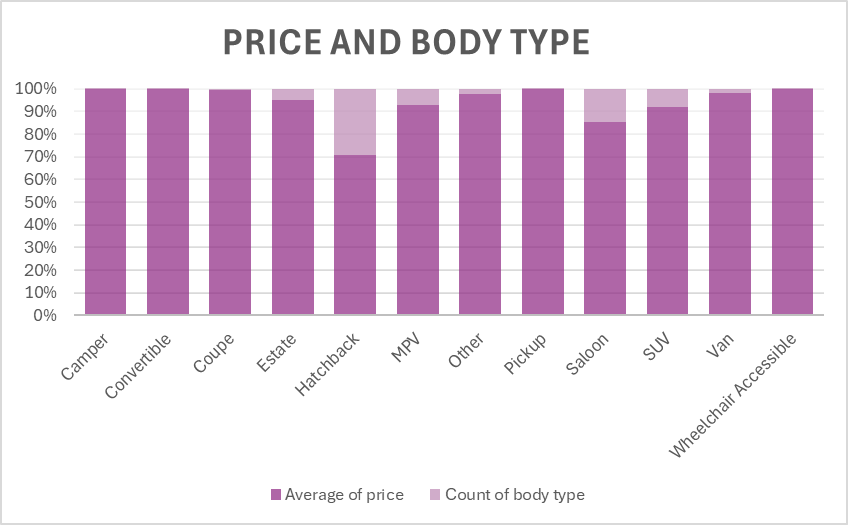 PRICE AND BODY TYPE
100%
90%
80%
70%
60%
50%
40%
30%
20%
10%
0%
Camper
Convertible
Coupe
Estate
Hatchback
MPV
Other
Pickup
Saloon
SUV
Van
Wheelchair Accessible
Average of price
Count of body type